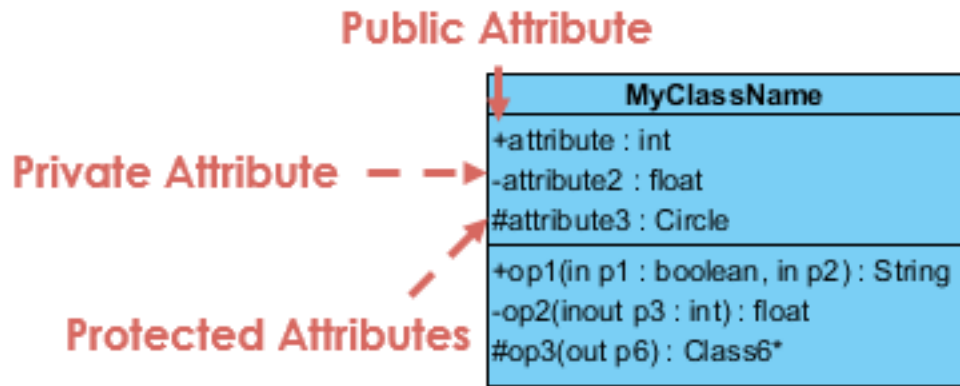 Public Attribute
MyClassName
+attribute : int
Private Attribute
-attribute2 : float
#attribute3 : Circle
+op1(in p1 : boolean, in p2) : String
-op2(inout p3 : int) : float
Protected Attributes
#op3(out p6) : Class6*